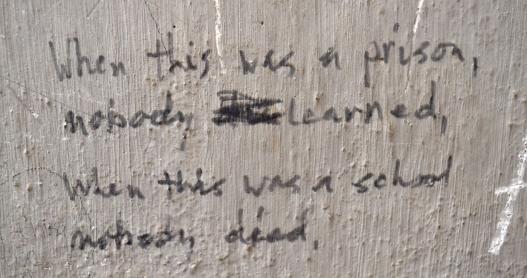 When this was a prison,
nobody learned,
when this was a school
nobody died.